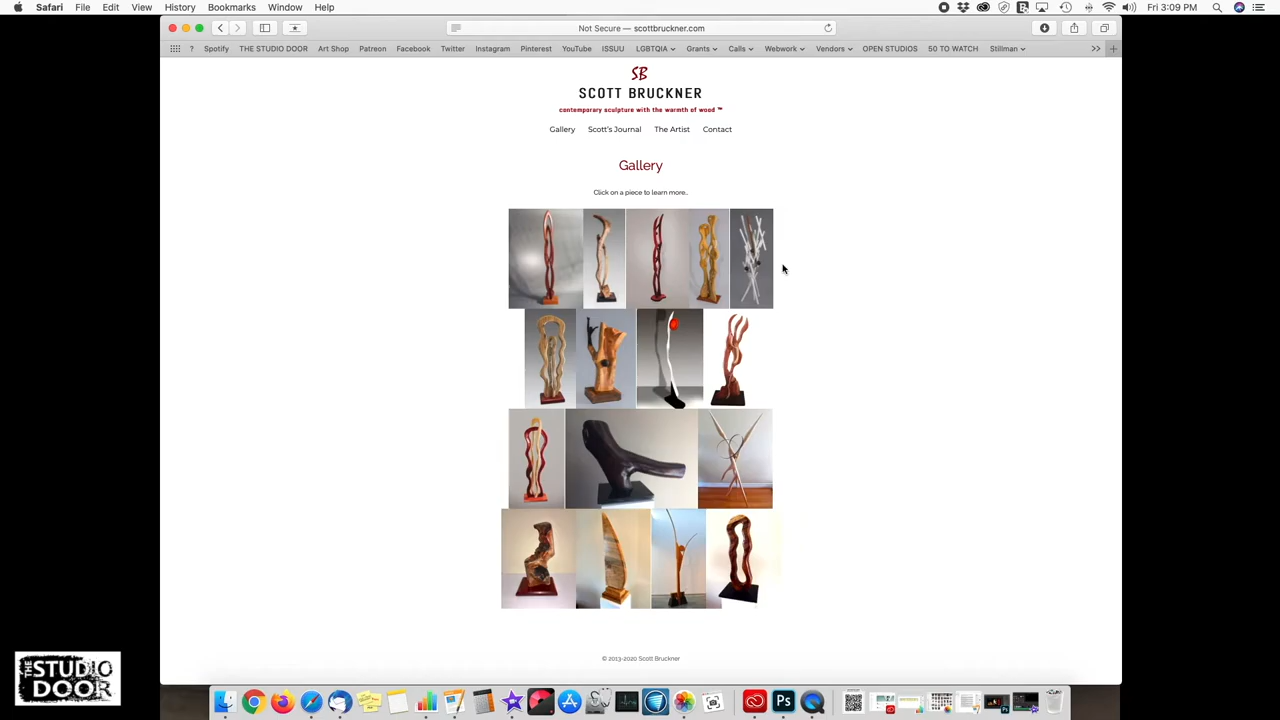 Safari File Edit View History Bookmarks Window Help Fri 3:09 PM
Not Secure — scottbruckner.com
? Spotify THE STUDIO DOOR Art Shop Patreon Facebook Twitter Instagram Pinterest YouTube ISSUU LGBTQIA Grants Calls Webwork Vendors OPEN STUDIOS 50 TO WATCH Stillman
SB
SCOTT BRUCKNER
contemporary sculpture with the warmth of wood ™
Gallery Scott's Journal The Artist Contact
Gallery
Click on a piece to learn more..
© 2013-2020 Scott Bruckner
THE STUDIO
DOOR
Ps